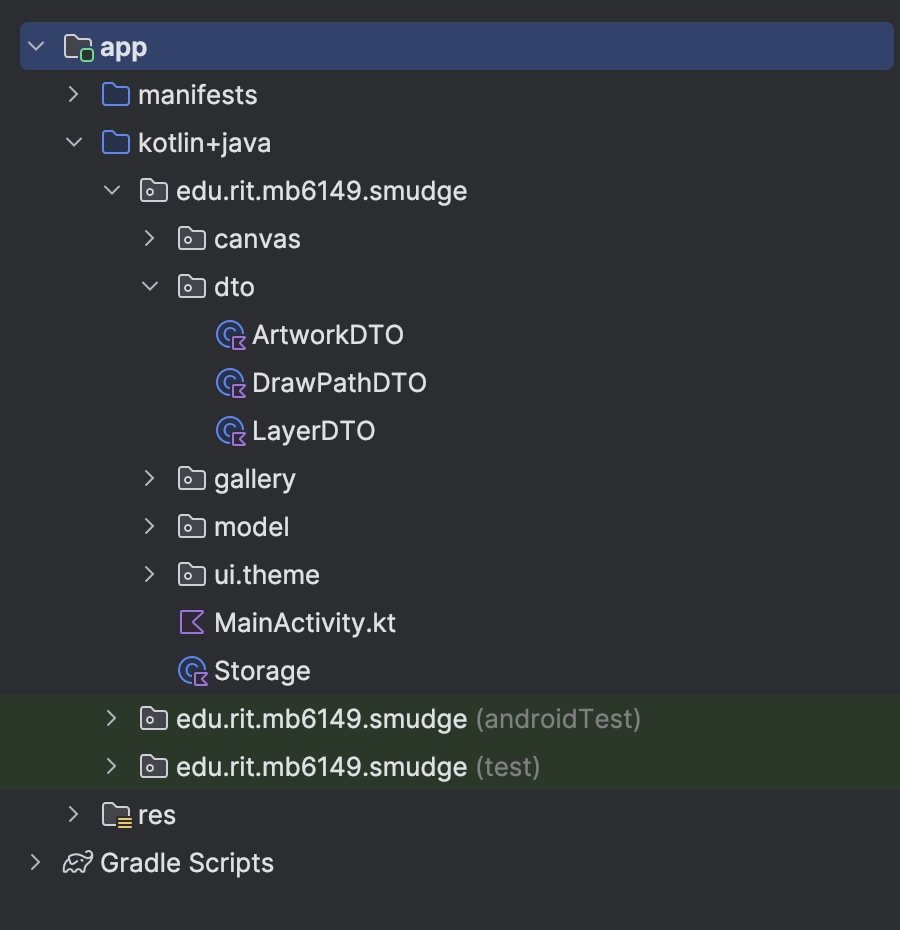 app
manifests
kotlin+java
edu.rit.mb6149.smudge
canvas
dto
ArtworkDTO
DrawPathDTO
LayerDTO
gallery
model
ui.theme
MainActivity.kt
Storage
edu.rit.mb6149.smudge (androidTest)
edu.rit.mb6149.smudge (test)
res
Gradle Scripts